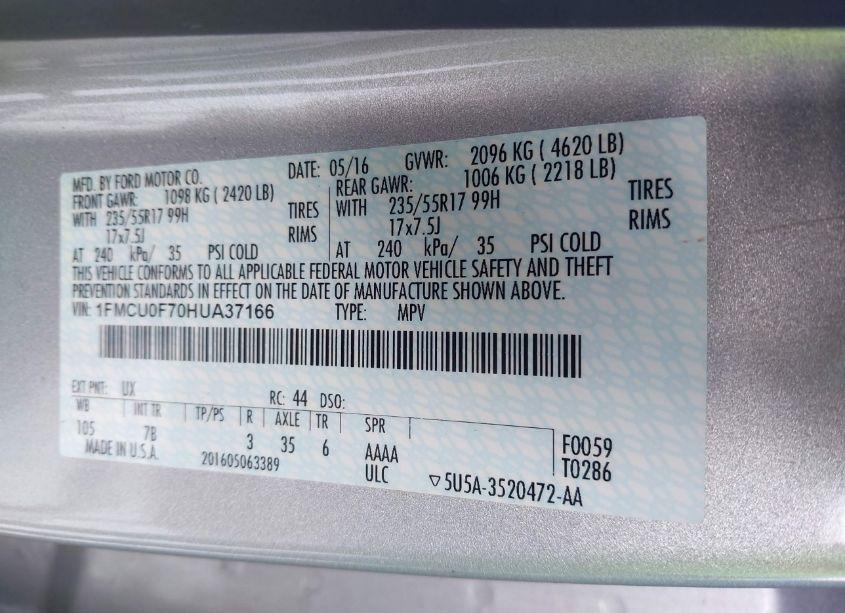 MFD. BY FORD MOTOR CO. DATE: 05/16 GVWR: 2096 KG ( 4620 LB)
FRONT GAWR: 1098 KG ( 2420 LB) REAR GAWR: 1006 KG ( 2218 LB)
WITH 235/55R17 99H TIRES WITH 235/55R17 99H TIRES
17x7.5J RIMS 17x7.5J RIMS
AT 240 kPa/ 35 PSI COLD AT 240 kPa/ 35 PSI COLD
THIS VEHICLE CONFORMS TO ALL APPLICABLE FEDERAL MOTOR VEHICLE SAFETY AND THEFT
PREVENTION STANDARDS IN EFFECT ON THE DATE OF MANUFACTURE SHOWN ABOVE.
VIN: 1FMCU0F70HUA37166 TYPE: MPV
EXT PNT: UX RC: 44 DSO:
WB INT TR TP/PS R AXLE TR SPR
105 7B 3 35 6 AAAA F0059
MADE IN U.S.A. 201605063389 ULC T0286
5U5A-3520472-AA